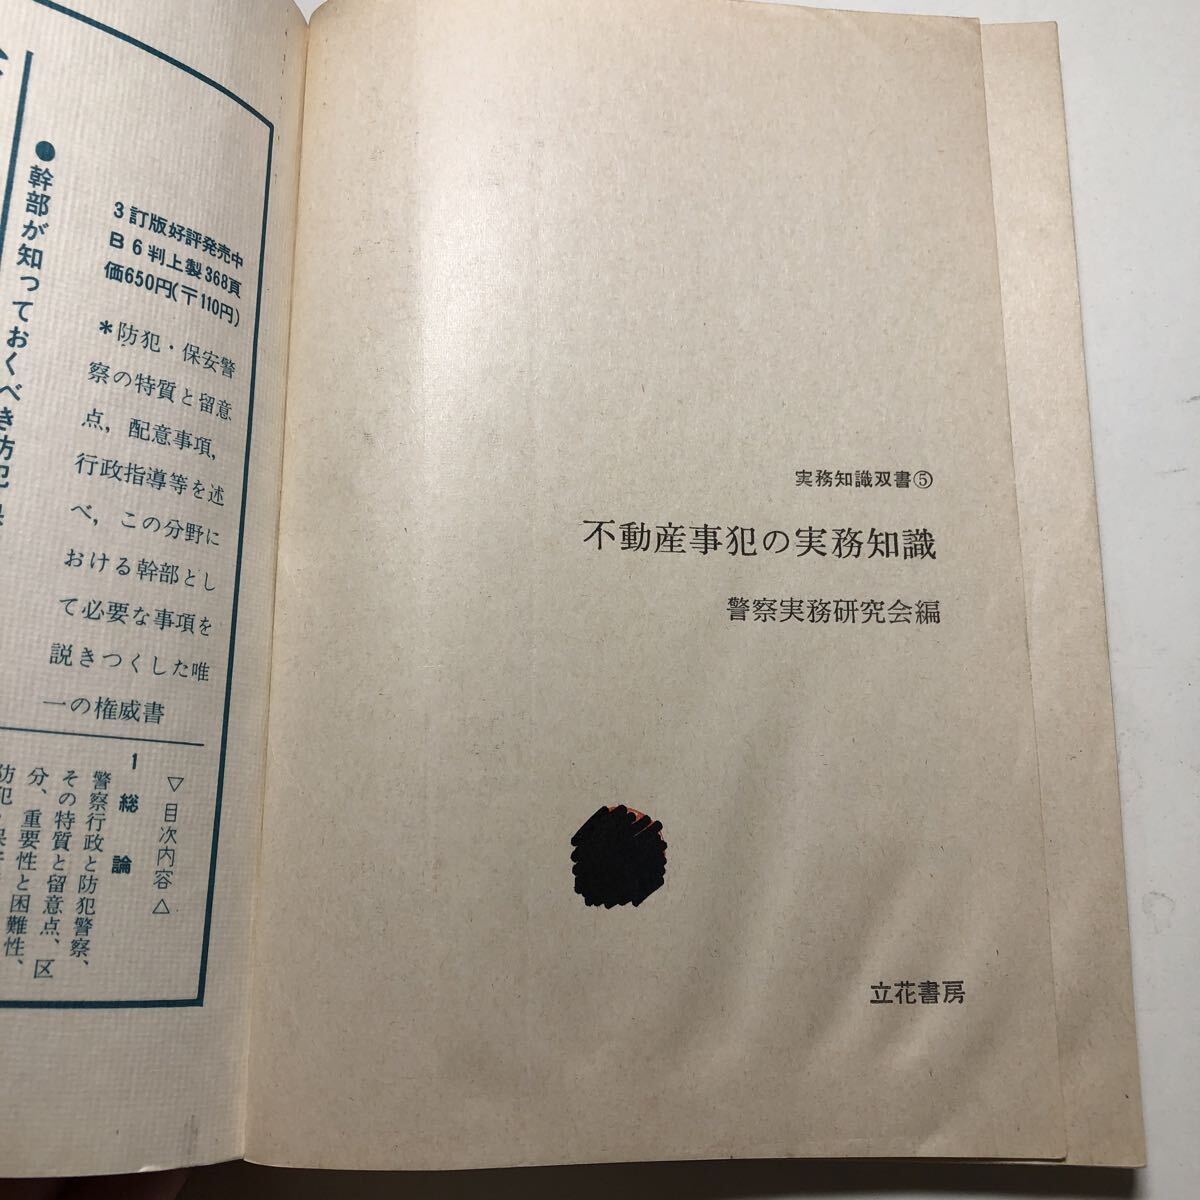 ●幹部が知っておくべき防犯
3訂版好評発売中
B6判上製368頁
価650円(〒110円)
＊防犯・保安警
察の特質と留意
点，配意事項，
行政指導等を述
べ，この分野に
おける幹部とし
て必要な事項を
説きつくした唯
一の権威書
▽目次内容△
1 総論
警察行政と防犯警察、
その特質と留意点、区
分、重要性と困難性、
防犯
実務知識双書⑤
不動産事犯の実務知識
警察実務研究会編
立花書房